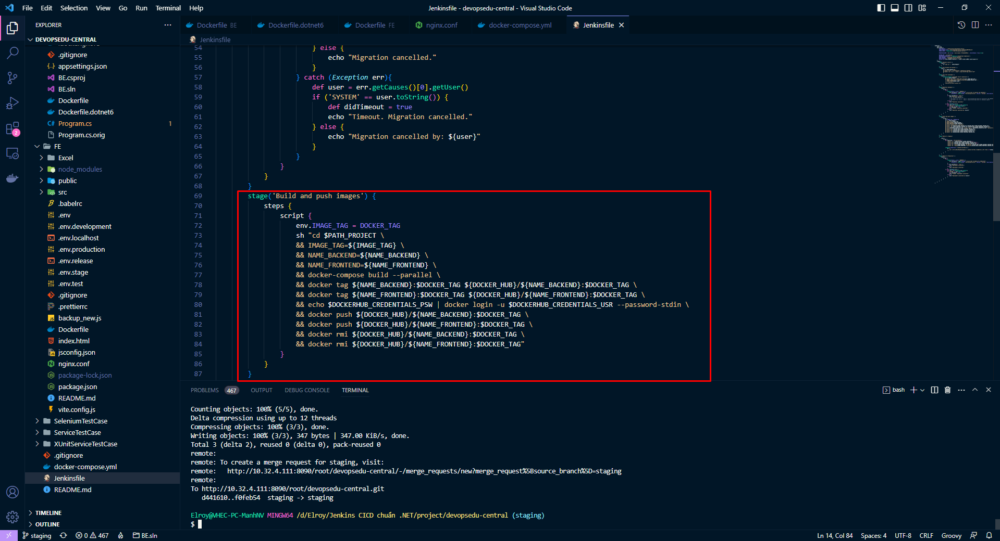 File Edit Selection View Go Run Terminal Help
Jenkinsfile - devopsedu-central - Visual Studio Code
EXPLORER
DEVOPSEDU-CENTRAL
.gitignore
appsettings.json
BE.csproj
BE.sln
Dockerfile
Dockerfile.dotnet6
Program.cs 1
Program.cs.orig
FE
Excel
node_modules
public
src
.babelrc
.env
.env.development
.env.localhost
.env.production
.env.release
.env.stage
.env.test
.gitignore
.prettierrc
backup_new.js
Dockerfile
index.html
jsconfig.json
nginx.conf
package-lock.json
package.json
README.md
vite.config.js
SeleniumTestCase
ServiceTestCase
XUnitServiceTestCase
.gitignore
docker-compose.yml
Jenkinsfile
README.md
TIMELINE
OUTLINE
2
Dockerfile BE Dockerfile.dotnet6 Dockerfile FE nginx.conf docker-compose.yml Jenkinsfile
Jenkinsfile
54 } else {
55 echo "Migration cancelled."
56 }
57 } catch (Exception err){
58 def user = err.getCauses()[0].getUser()
59 if ('SYSTEM' == user.toString()) {
60 def didTimeout = true
61 echo "Timeout. Migration cancelled."
62 } else {
63 echo "Migration cancelled by: ${user}"
64 }
65 }
66 }
67 }
68 }
69 stage('Build and push images') {
70 steps {
71 script {
72 env.IMAGE_TAG = DOCKER_TAG
73 sh "cd $PATH_PROJECT \
74 && IMAGE_TAG=${IMAGE_TAG} \
75 && NAME_BACKEND=${NAME_BACKEND} \
76 && NAME_FRONTEND=${NAME_FRONTEND} \
77 && docker-compose build --parallel \
78 && docker tag ${NAME_BACKEND}:$DOCKER_TAG ${DOCKER_HUB}/${NAME_BACKEND}:$DOCKER_TAG \
79 && docker tag ${NAME_FRONTEND}:$DOCKER_TAG ${DOCKER_HUB}/${NAME_FRONTEND}:$DOCKER_TAG \
80 && echo $DOCKERHUB_CREDENTIALS_PSW | docker login -u $DOCKERHUB_CREDENTIALS_USR --password-stdin \
81 && docker push ${DOCKER_HUB}/${NAME_BACKEND}:$DOCKER_TAG \
82 && docker push ${DOCKER_HUB}/${NAME_FRONTEND}:$DOCKER_TAG \
83 && docker rmi ${DOCKER_HUB}/${NAME_BACKEND}:$DOCKER_TAG \
84 && docker rmi ${DOCKER_HUB}/${NAME_FRONTEND}:$DOCKER_TAG"
85 }
86 }
87 }
PROBLEMS 467 OUTPUT DEBUG CONSOLE TERMINAL
bash
Counting objects: 100% (5/5), done.
Delta compression using up to 12 threads
Compressing objects: 100% (3/3), done.
Writing objects: 100% (3/3), 347 bytes | 347.00 KiB/s, done.
Total 3 (delta 2), reused 0 (delta 0), pack-reused 0
remote:
remote: To create a merge request for staging, visit:
remote: http://10.32.4.111:8090/root/devopsedu-central/-/merge_requests/new?merge_request%5Bsource_branch%5D=staging
remote:
To http://10.32.4.111:8090/root/devopsedu-central.git
d441610..f0feb54 staging -> staging
Elroy@VHEC-PC-ManhNV MINGW64 /d/Elroy/Jenkins CICD chuẩn .NET/project/devopsedu-central (staging)
$
staging 0 467 BE.sln
Ln 14, Col 84 Spaces: 4 UTF-8 CRLF Groovy